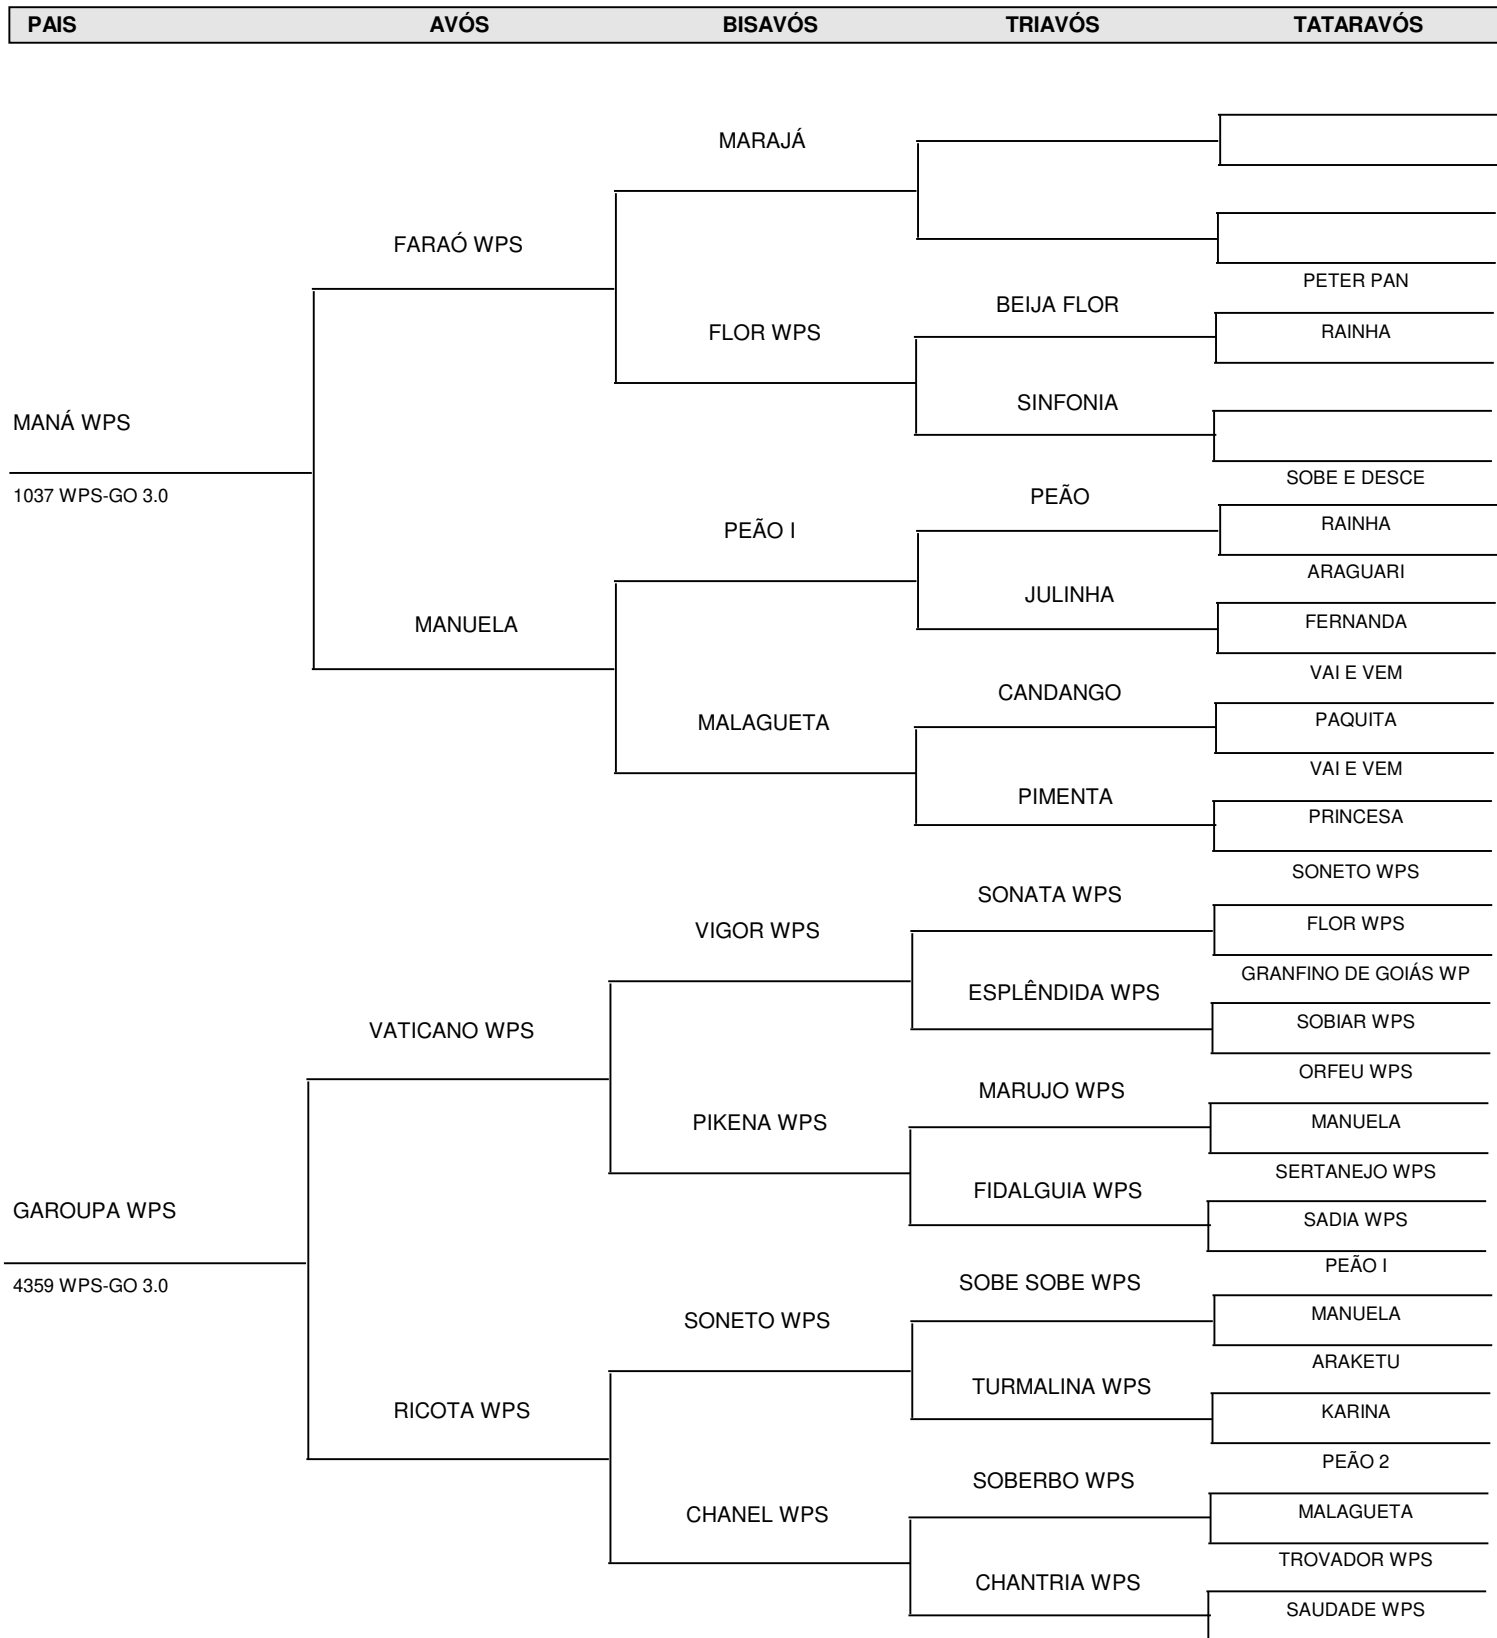 PAIS AVÓS BISAVÓS TRIAVÓS TATARAVÓS
MARAJÁ
FARAÓ WPS
PETER PAN
BEIJA FLOR
FLOR WPS
RAINHA
SINFONIA
MANÁ WPS
SOBE E DESCE
1037 WPS-GO 3.0
PEÃO
RAINHA
PEÃO I
ARAGUARI
JULINHA
MANUELA
FERNANDA
VAI E VEM
CANDANGO
MALAGUETA
PAQUITA
VAI E VEM
PIMENTA
PRINCESA
SONETO WPS
SONATA WPS
VIGOR WPS
FLOR WPS
GRANFINO DE GOIÁS WP
ESPLÊNDIDA WPS
VATICANO WPS
SOBIAR WPS
ORFEU WPS
MARUJO WPS
PIKENA WPS
MANUELA
SERTANEJO WPS
FIDALGUIA WPS
GAROUPA WPS
SADIA WPS
PEÃO I
4359 WPS-GO 3.0
SOBE SOBE WPS
SONETO WPS
MANUELA
ARAKETU
TURMALINA WPS
RICOTA WPS
KARINA
PEÃO 2
SOBERBO WPS
CHANEL WPS
MALAGUETA
TROVADOR WPS
CHANTRIA WPS
SAUDADE WPS